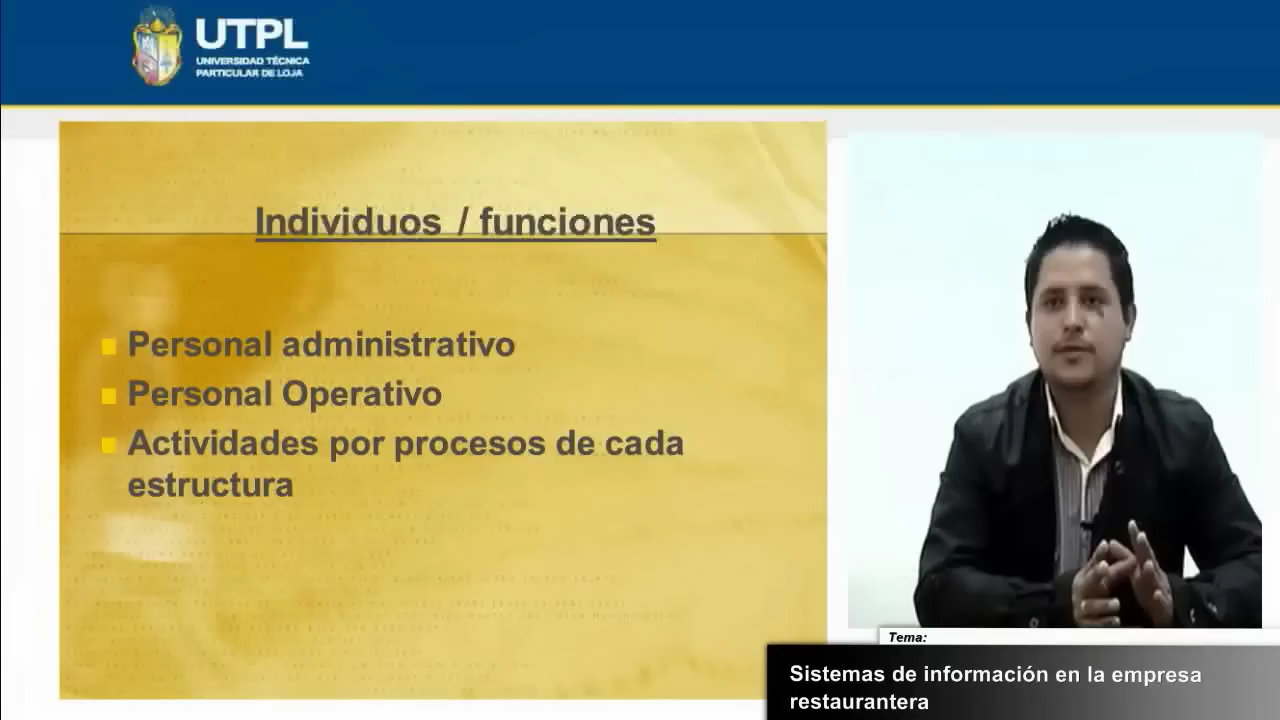 UTPL
UNIVERSIDAD TÉCNICA
PARTICULAR DE LOJA
Individuos / funciones
Personal administrativo
Personal Operativo
Actividades por procesos de cada
estructura
Tema:
Sistemas de información en la empresa
restaurantera